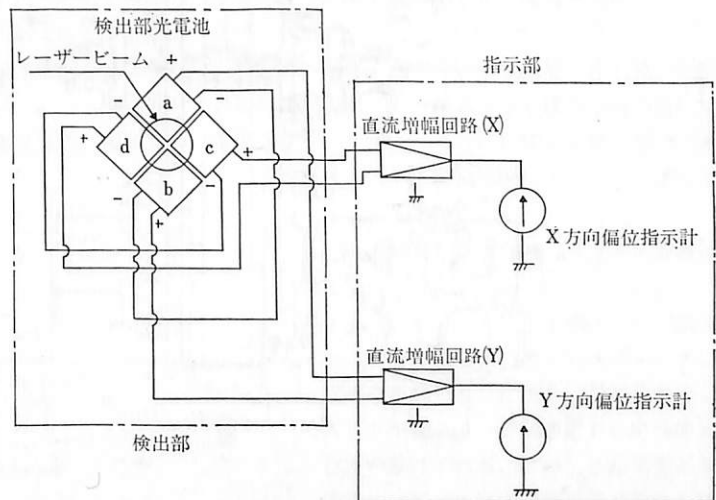 検出部光電池
レーザービーム
+
a
−
+
d
c
+
−
b
−
+
検出部
指示部
直流増幅回路(X)
X方向偏位指示計
直流増幅回路(Y)
Y方向偏位指示計